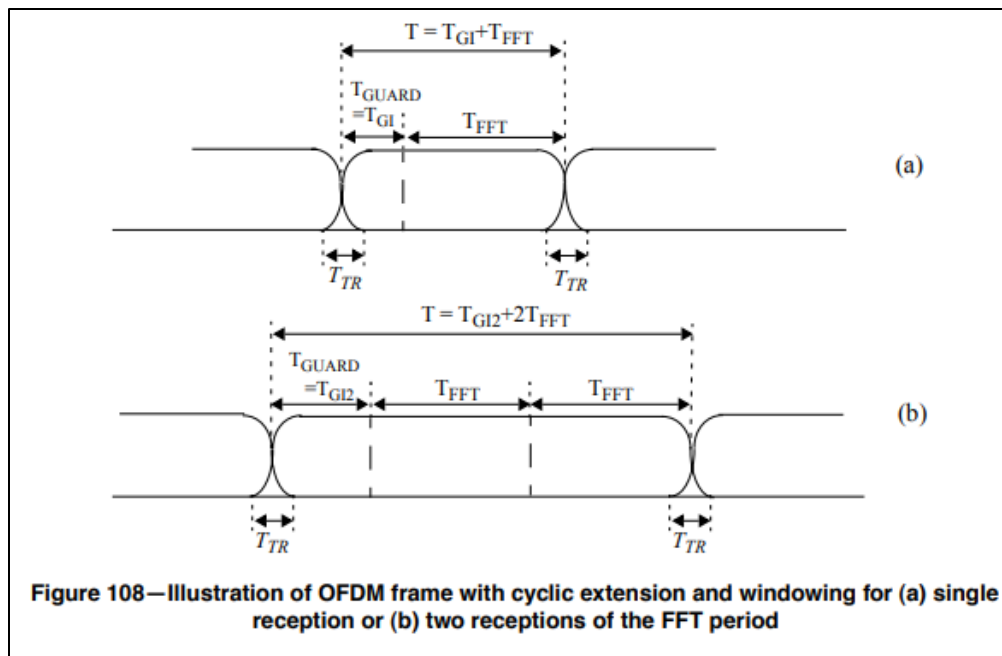 T = TGI+TFFT
TGUARD
=TGI
TFFT
(a)
TTR
TTR
T = TGI2+2TFFT
TGUARD
=TGI2
TFFT
TFFT
(b)
TTR
TTR
Figure 108—Illustration of OFDM frame with cyclic extension and windowing for (a) single
reception or (b) two receptions of the FFT period